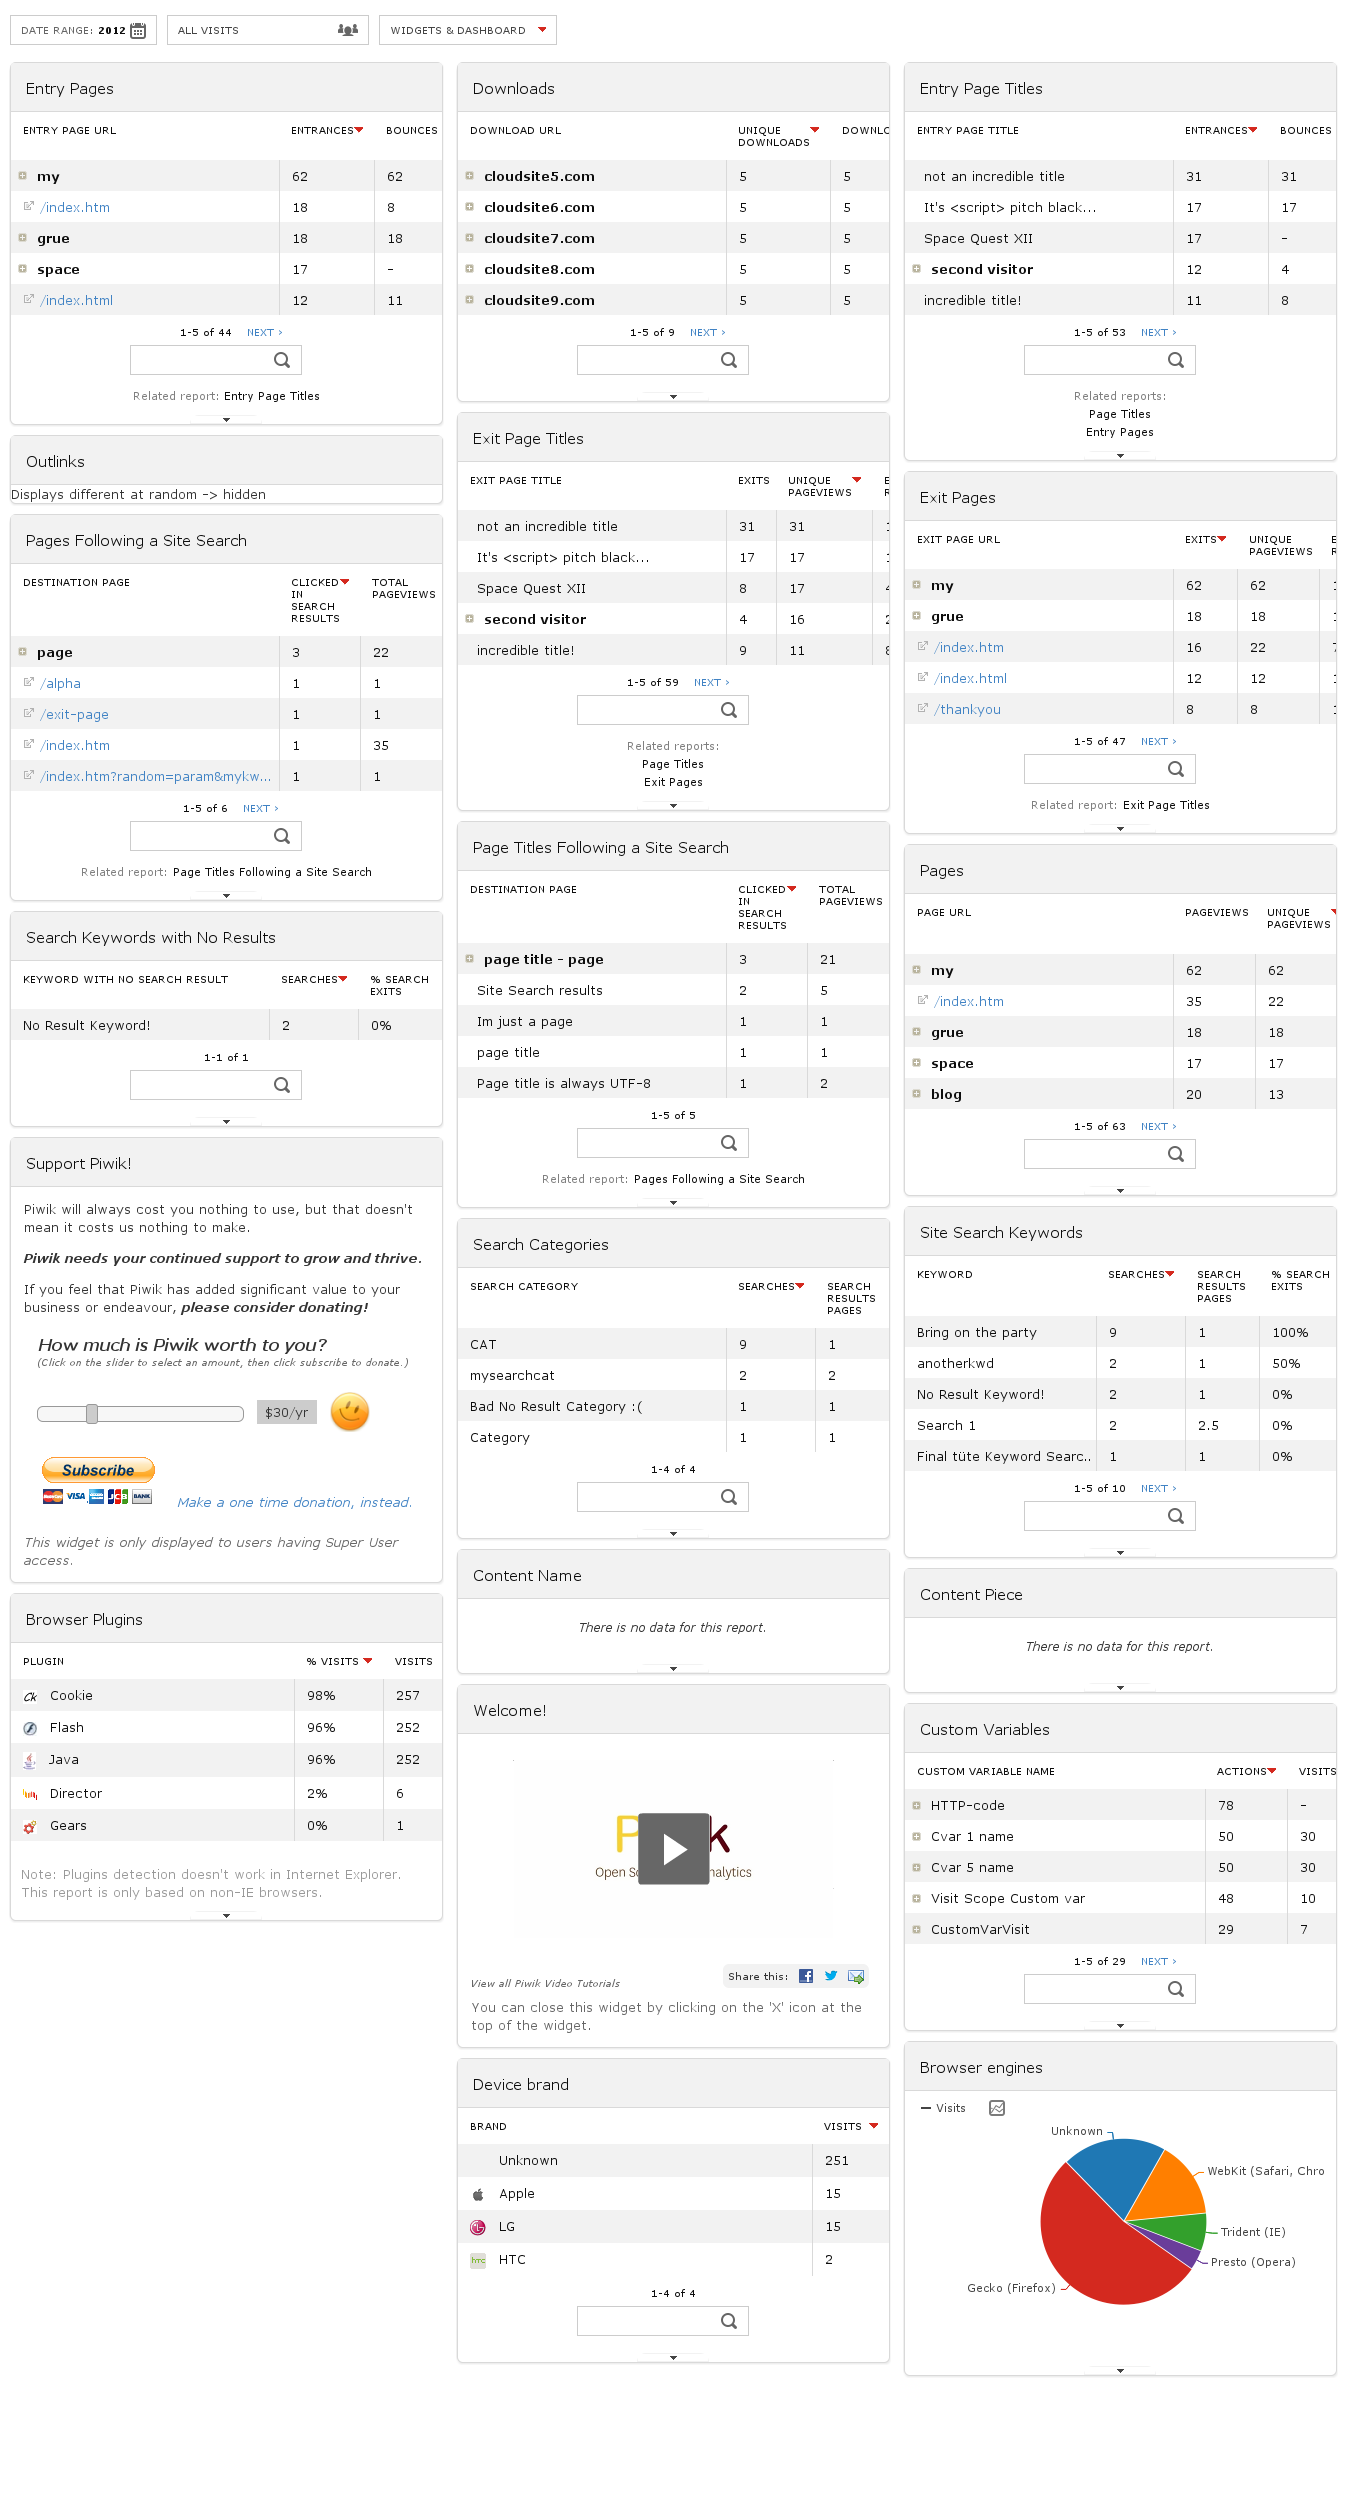 DATE RANGE: 2012
ALL VISITS
WIDGETS & DASHBOARD
Entry Pages
ENTRY PAGE URL ENTRANCES BOUNCES
my 62 62
/index.htm 18 8
grue 18 18
space 17 -
/index.html 12 11
1-5 of 44 NEXT ›
Related report: Entry Page Titles
Outlinks
Displays different at random -> hidden
Pages Following a Site Search
DESTINATION PAGE CLICKED TOTAL
IN PAGEVIEWS
SEARCH
RESULTS
page 3 22
/alpha 1 1
/exit-page 1 1
/index.htm 1 35
/index.htm?random=param&mykw... 1 1
1-5 of 6 NEXT ›
Related report: Page Titles Following a Site Search
Search Keywords with No Results
KEYWORD WITH NO SEARCH RESULT SEARCHES % SEARCH
EXITS
No Result Keyword! 2 0%
1-1 of 1
Support Piwik!
Piwik will always cost you nothing to use, but that doesn't
mean it costs us nothing to make.
Piwik needs your continued support to grow and thrive.
If you feel that Piwik has added significant value to your
business or endeavour, please consider donating!
How much is Piwik worth to you?
(Click on the slider to select an amount, then click subscribe to donate.)
$30/yr
Subscribe
VISA BANK
Make a one time donation, instead.
This widget is only displayed to users having Super User
access.
Browser Plugins
PLUGIN % VISITS VISITS
Ck Cookie 98% 257
Flash 96% 252
Java 96% 252
Director 2% 6
Gears 0% 1
Note: Plugins detection doesn't work in Internet Explorer.
This report is only based on non-IE browsers.
Downloads
DOWNLOAD URL UNIQUE DOWNLO
DOWNLOADS
cloudsite5.com 5 5
cloudsite6.com 5 5
cloudsite7.com 5 5
cloudsite8.com 5 5
cloudsite9.com 5 5
1-5 of 9 NEXT ›
Exit Page Titles
EXIT PAGE TITLE EXITS UNIQUE
PAGEVIEWS
not an incredible title 31 31
It's <script> pitch black... 17 17
Space Quest XII 8 17
second visitor 4 16
incredible title! 9 11
1-5 of 59 NEXT ›
Related reports:
Page Titles
Exit Pages
Page Titles Following a Site Search
DESTINATION PAGE CLICKED TOTAL
IN PAGEVIEWS
SEARCH
RESULTS
page title - page 3 21
Site Search results 2 5
Im just a page 1 1
page title 1 1
Page title is always UTF-8 1 2
1-5 of 5
Related report: Pages Following a Site Search
Search Categories
SEARCH CATEGORY SEARCHES SEARCH
RESULTS
PAGES
CAT 9 1
mysearchcat 2 2
Bad No Result Category :( 1 1
Category 1 1
1-4 of 4
Content Name
There is no data for this report.
Welcome!
P k
Open So nalytics
View all Piwik Video Tutorials
Share this:
You can close this widget by clicking on the 'X' icon at the
top of the widget.
Device brand
BRAND VISITS
Unknown 251
Apple 15
LG 15
hTC HTC 2
1-4 of 4
Entry Page Titles
ENTRY PAGE TITLE ENTRANCES BOUNCES
not an incredible title 31 31
It's <script> pitch black... 17 17
Space Quest XII 17 -
second visitor 12 4
incredible title! 11 8
1-5 of 53 NEXT ›
Related reports:
Page Titles
Entry Pages
Exit Pages
EXIT PAGE URL EXITS UNIQUE
PAGEVIEWS
my 62 62
grue 18 18
/index.htm 16 22
/index.html 12 12
/thankyou 8 8
1-5 of 47 NEXT ›
Related report: Exit Page Titles
Pages
PAGE URL PAGEVIEWS UNIQUE
PAGEVIEWS
my 62 62
/index.htm 35 22
grue 18 18
space 17 17
blog 20 13
1-5 of 63 NEXT ›
Site Search Keywords
KEYWORD SEARCHES SEARCH % SEARCH
RESULTS EXITS
PAGES
Bring on the party 9 1 100%
anotherkwd 2 1 50%
No Result Keyword! 2 1 0%
Search 1 2 2.5 0%
Final tüte Keyword Searc.. 1 1 0%
1-5 of 10 NEXT ›
Content Piece
There is no data for this report.
Custom Variables
CUSTOM VARIABLE NAME ACTIONS VISITS
HTTP-code 78 -
Cvar 1 name 50 30
Cvar 5 name 50 30
Visit Scope Custom var 48 10
CustomVarVisit 29 7
1-5 of 29 NEXT ›
Browser engines
Visits
Unknown
WebKit (Safari, Chro
Trident (IE)
Presto (Opera)
Gecko (Firefox)